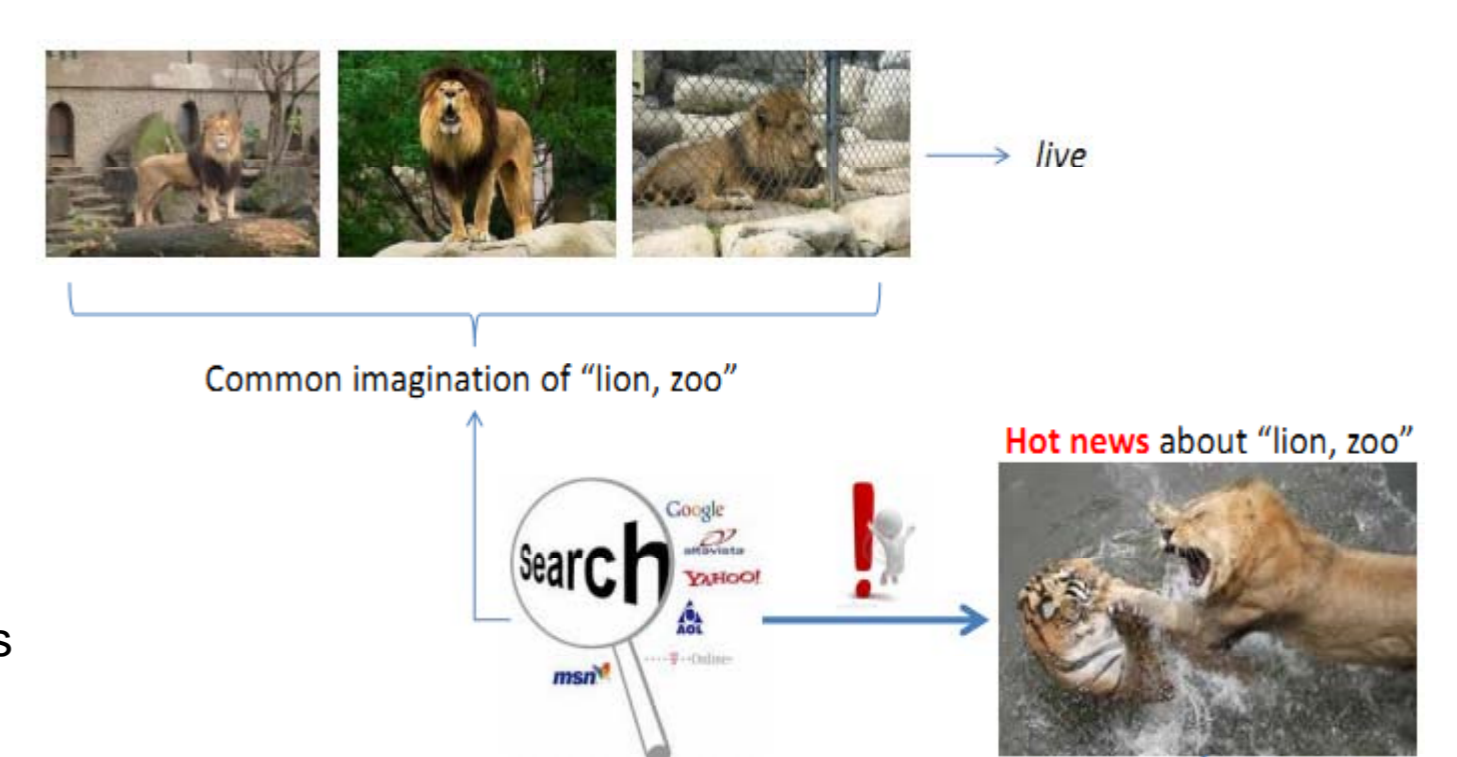 live
Common imagination of “lion, zoo”
Hot news about “lion, zoo”
Search
Google
altavista
YAHOO!
AOL
T--Online
msn
s